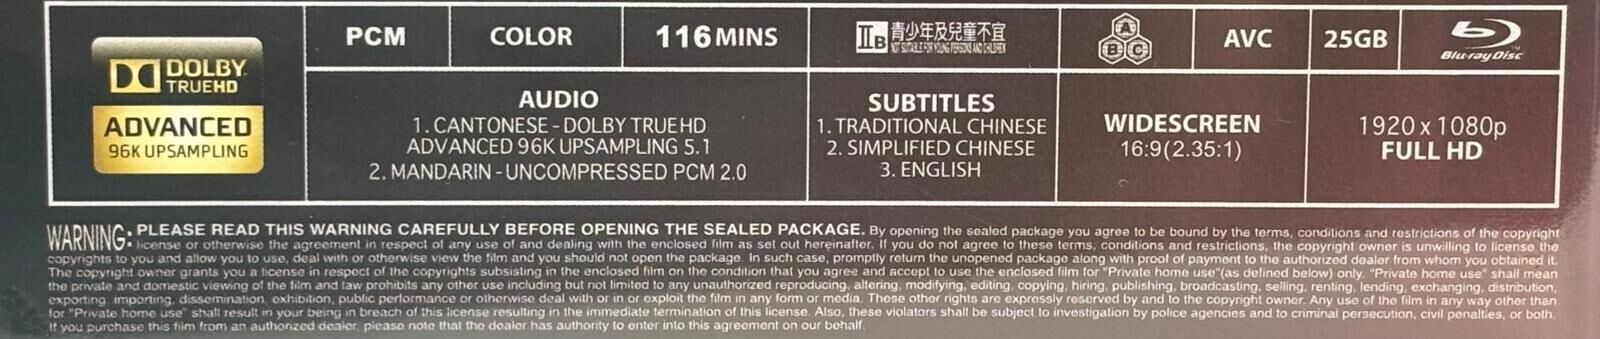 DOLBY
TRUEHD
ADVANCED
96K UPSAMPLING
PCM
COLOR
116 MINS
IIB 青少年及兒童不宜
NOT SUITABLE FOR YOUNG PERSONS AND CHILDREN
A
B C
AVC
25GB
Blu-ray Disc™
AUDIO
1. CANTONESE - DOLBY TRUEHD
ADVANCED 96K UPSAMPLING 5.1
2. MANDARIN - UNCOMPRESSED PCM 2.0
SUBTITLES
1. TRADITIONAL CHINESE
2. SIMPLIFIED CHINESE
3. ENGLISH
WIDESCREEN
16:9(2.35:1)
1920 x 1080p
FULL HD
WARNING: PLEASE READ THIS WARNING CAREFULLY BEFORE OPENING THE SEALED PACKAGE. By opening the sealed package you agree to be bound by the terms, conditions and restrictions of the copyright
license or otherwise the agreement in respect of any use of and dealing with the enclosed film as set out hereinafter. If you do not agree to these terms, conditions and restrictions, the copyright owner is unwilling to license the
copyrights to you and allow you to use, deal with or otherwise view the film and you should not open the package. In such case, promptly return the unopened package along with proof of payment to the authorized dealer from whom you obtained it.
The copyright owner grants you a license in respect of the copyrights subsisting in the enclosed film on the condition that you agree and accept to use the enclosed film for "Private home use"(as defined below) only. "Private home use" shall mean
the private and domestic viewing of the film and law prohibits any other use including but not limited to any unauthorized reproducing, altering, modifying, editing, copying, hiring, publishing, broadcasting, selling, renting, lending, exchanging, distribution,
exporting, importing, dissemination, exhibition, public performance or otherwise deal with or in or exploit the film in any form or media. These other rights are expressly reserved by and to the copyright owner. Any use of the film in any way other than
for "Private home use" shall result in your being in breach of this license resulting in the immediate termination of this license. Also, these violators shall be subject to investigation by police agencies and to criminal persecution, civil penalties, or both.
If you purchase this film from an authorized dealer, please note that the dealer has authority to enter into this agreement on our behalf.